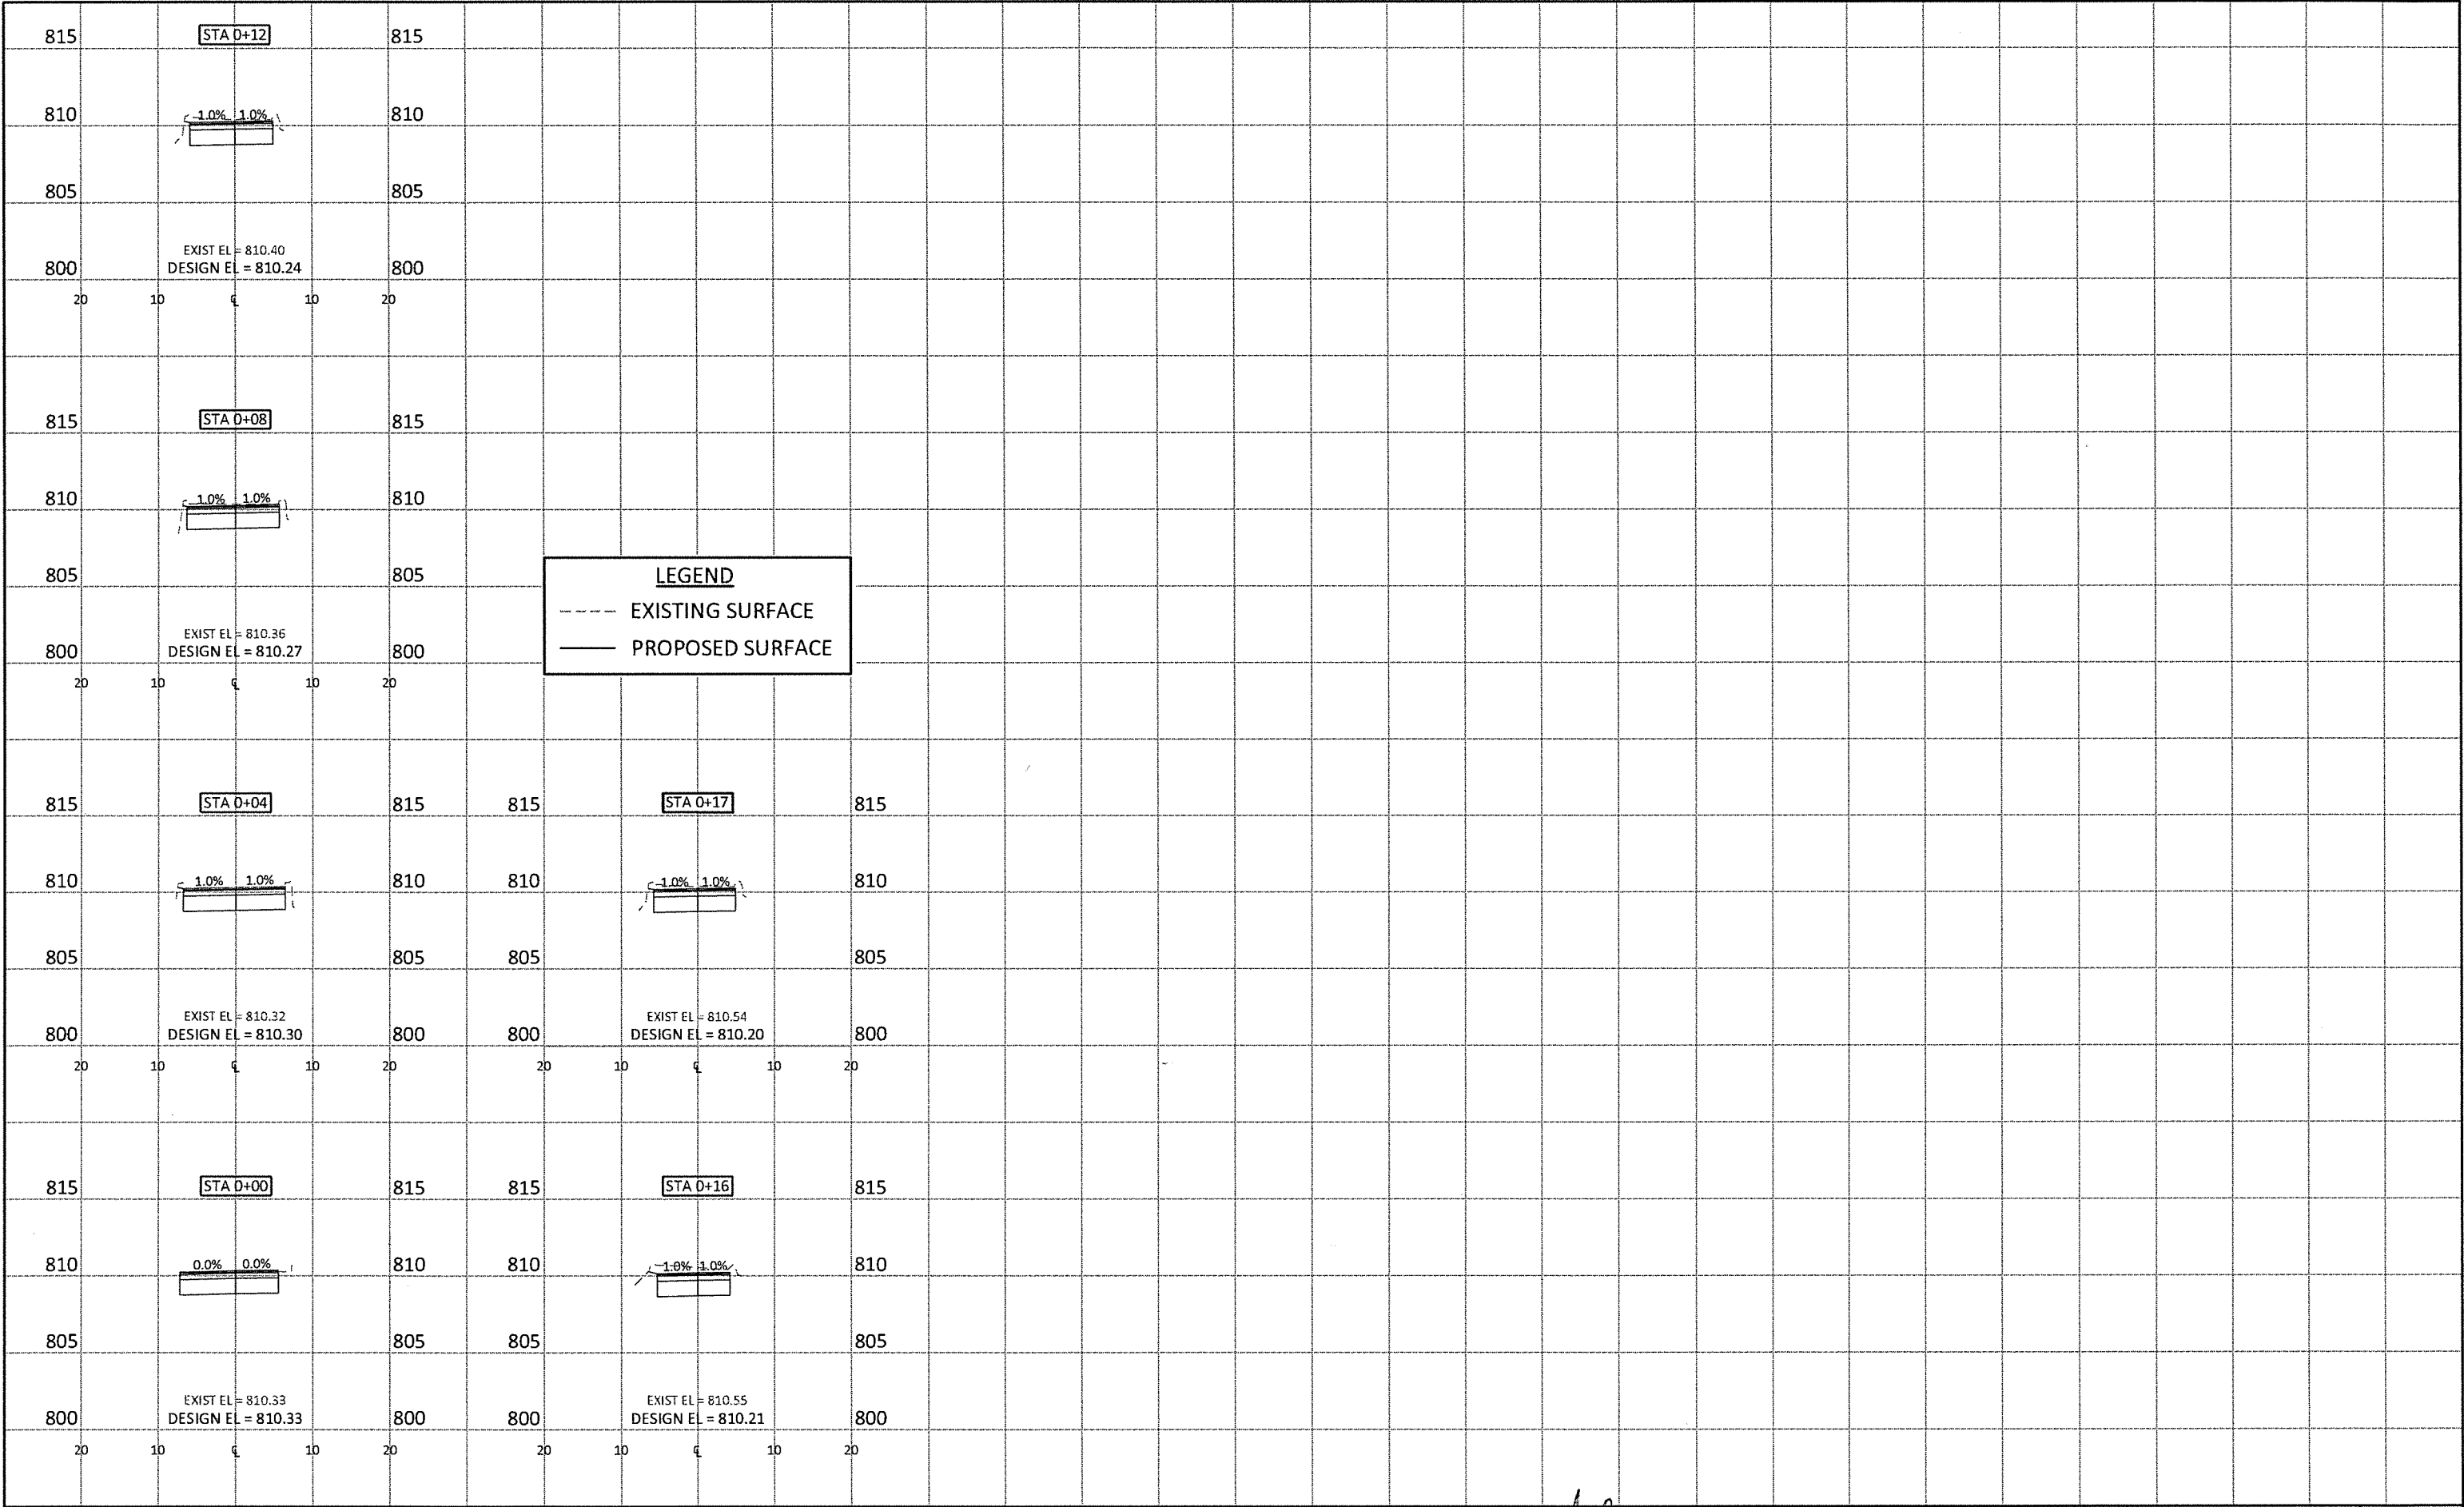 815 STA 0+12 815
810 1.0% 1.0% 810
805 805
EXIST EL = 810.40
800 DESIGN EL = 810.24 800
20 10 ℄ 10 20
815 STA 0+08 815
810 1.0% 1.0% 810
805 805
EXIST EL = 810.36
800 DESIGN EL = 810.27 800
20 10 ℄ 10 20
LEGEND
EXISTING SURFACE
PROPOSED SURFACE
815 STA 0+04 815
810 1.0% 1.0% 810
805 805
EXIST EL = 810.32
800 DESIGN EL = 810.30 800
20 10 ℄ 10 20
815 STA 0+17 815
810 1.0% 1.0% 810
805 805
EXIST EL = 810.54
800 DESIGN EL = 810.20 800
20 10 ℄ 10 20
815 STA 0+00 815
810 0.0% 0.0% 810
805 805
EXIST EL = 810.33
800 DESIGN EL = 810.33 800
20 10 ℄ 10 20
815 STA 0+16 815
810 1.0% 1.0% 810
805 805
EXIST EL = 810.55
800 DESIGN EL = 810.21 800
20 10 ℄ 10 20